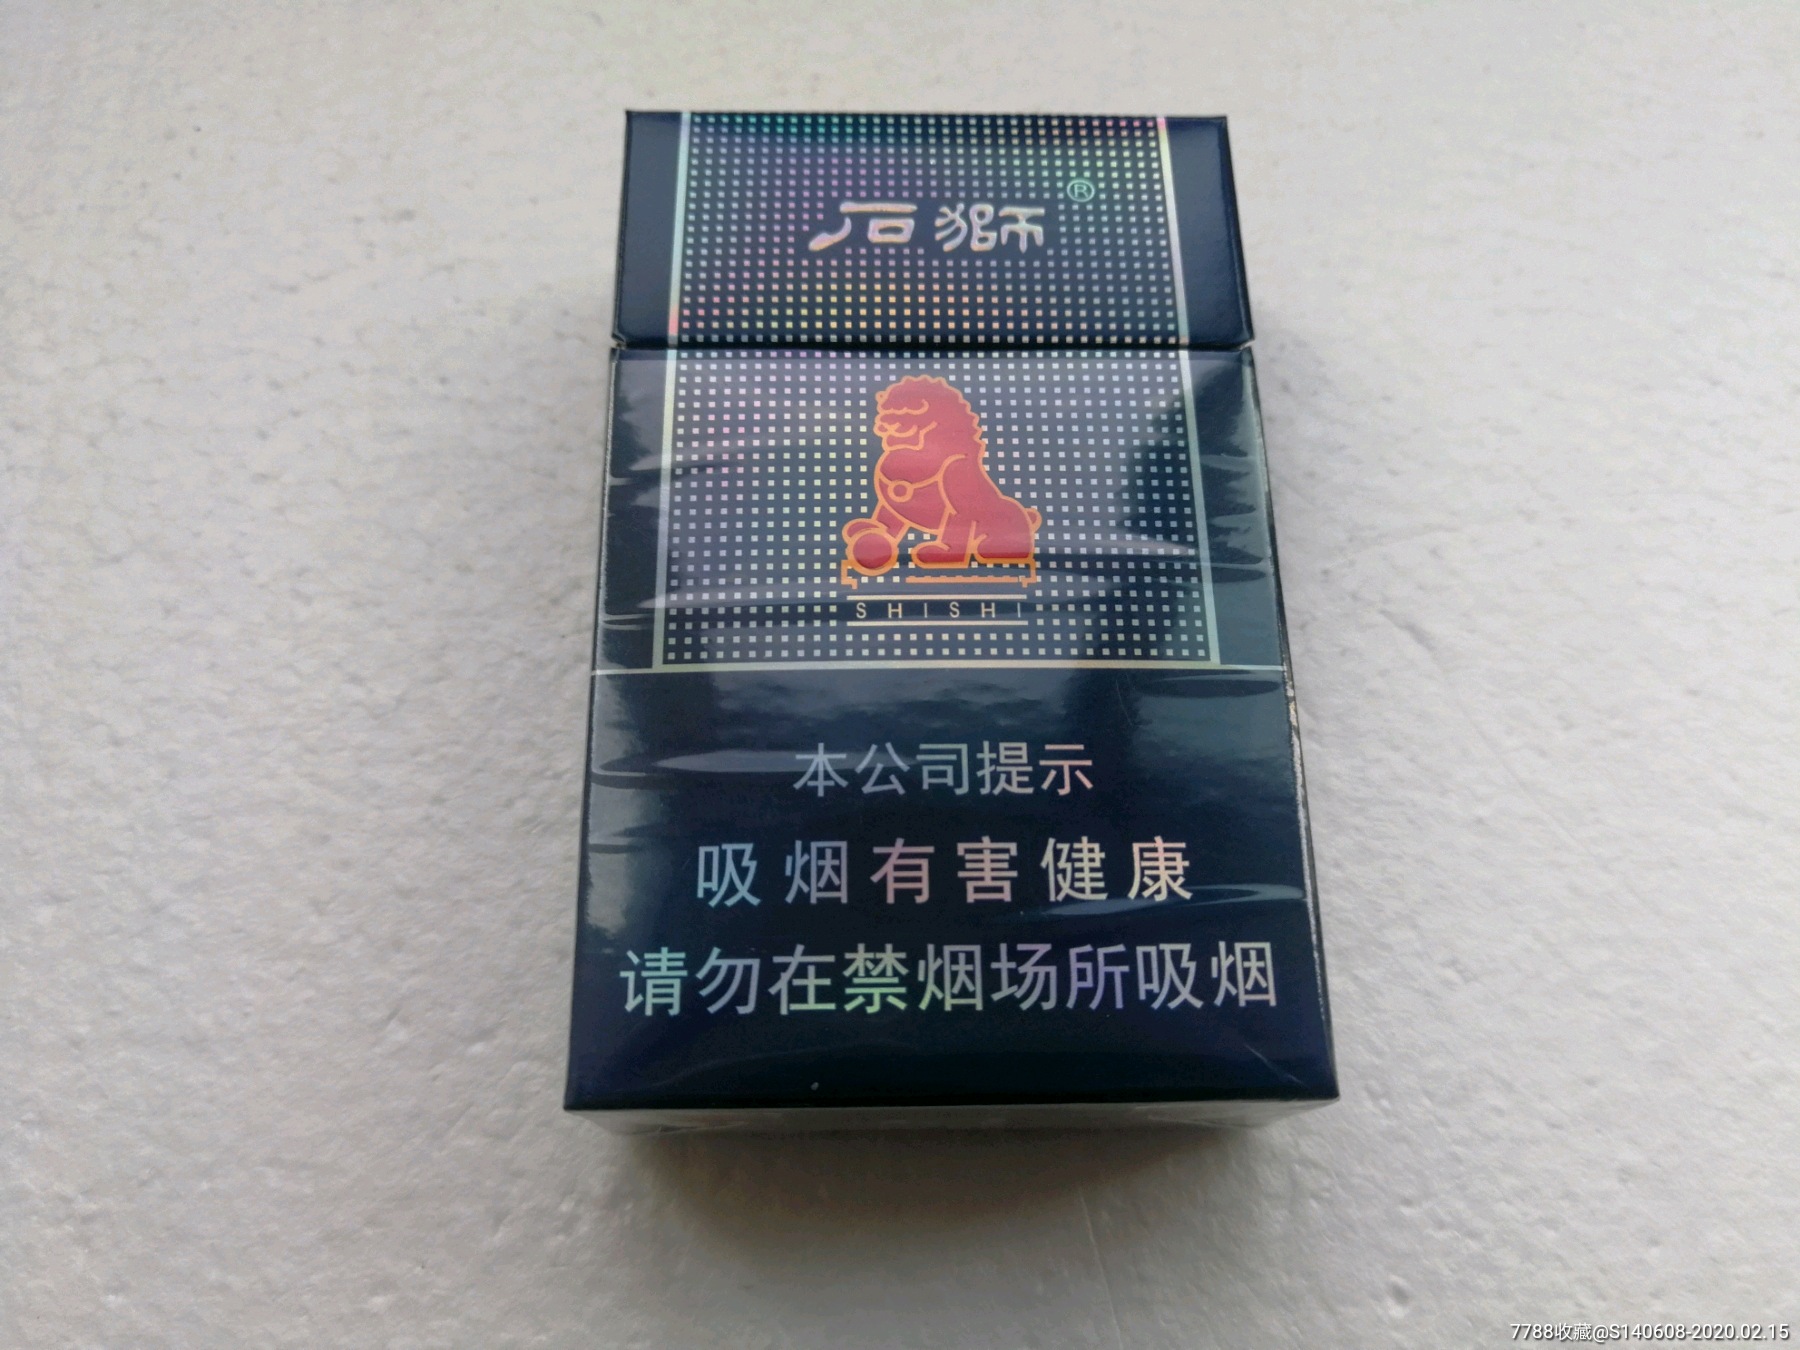 石獅®
SHISHI
本公司提示
吸烟有害健康
请勿在禁烟场所吸烟
7788收藏@S140608-2020.02.15